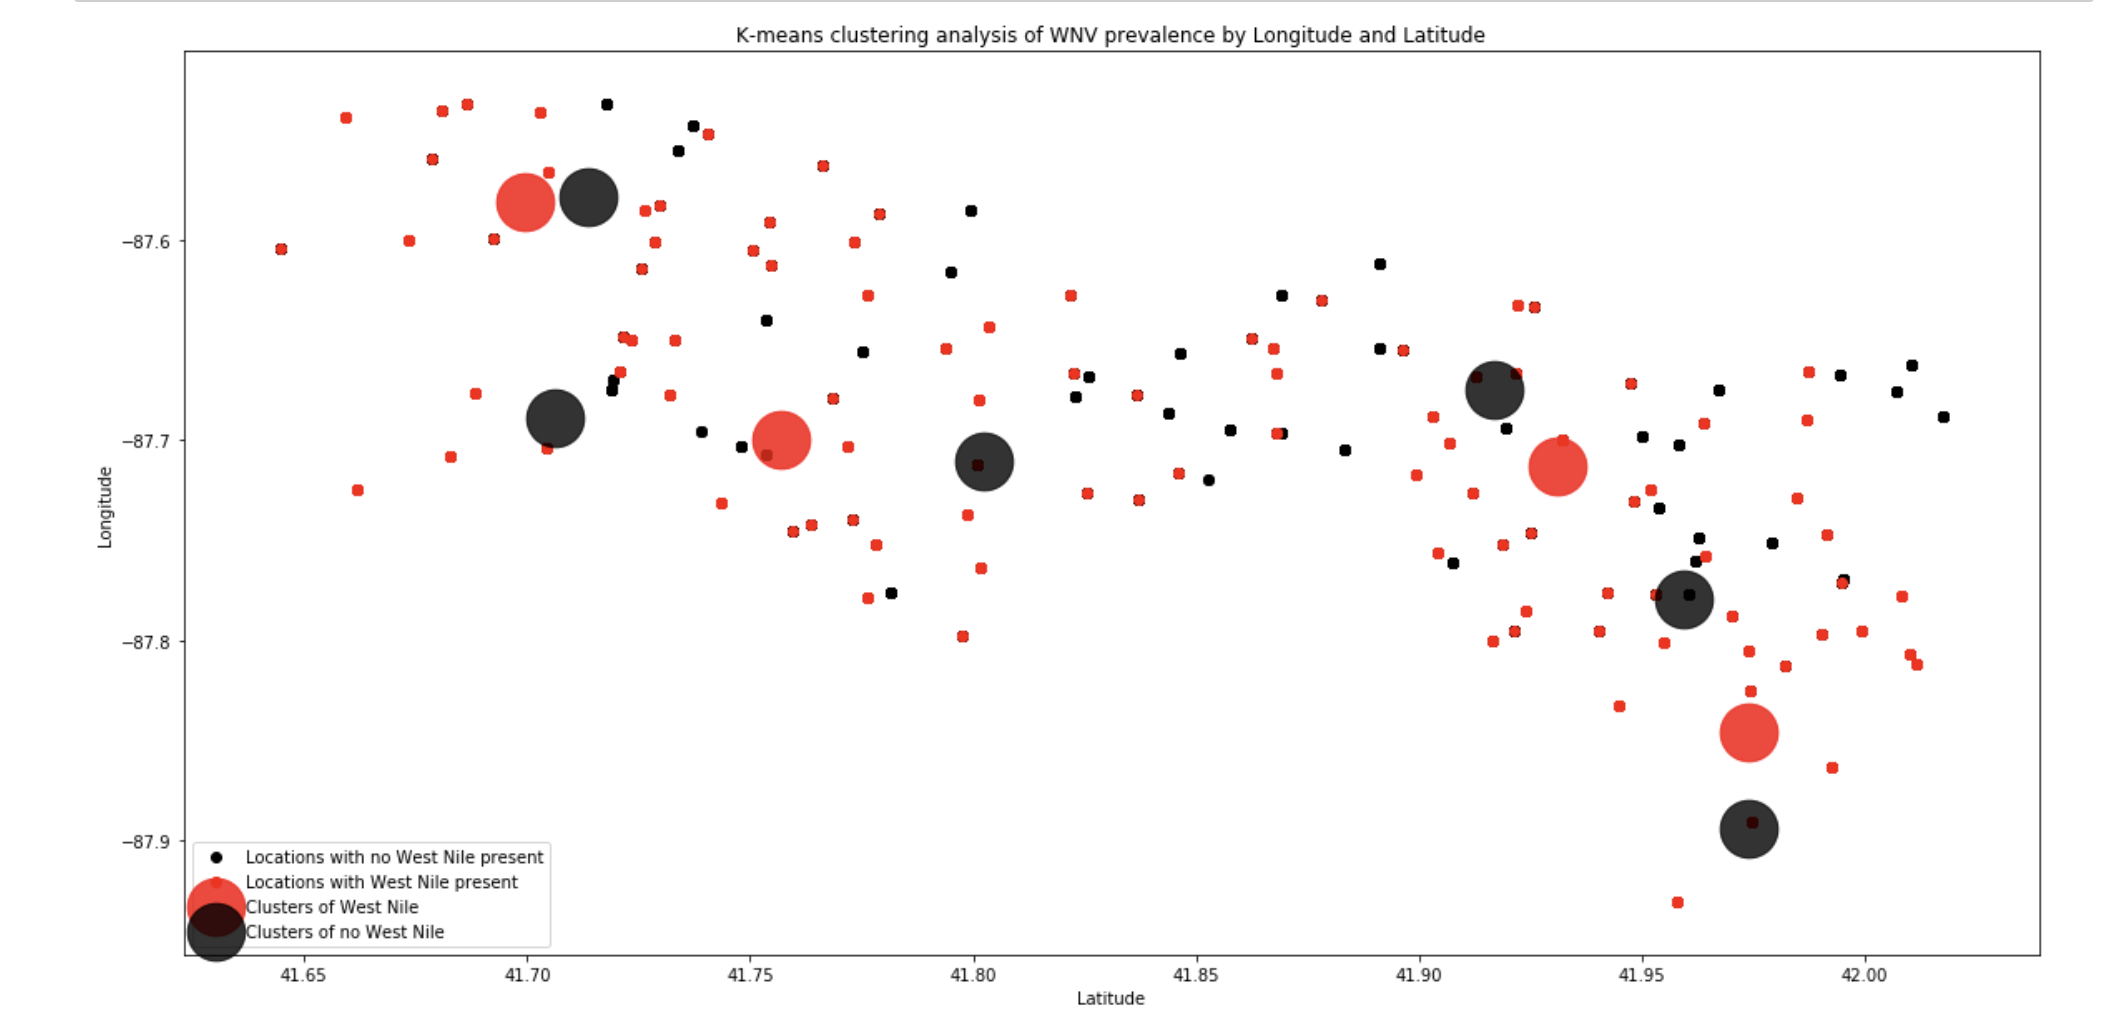 K-means clustering analysis of WNV prevalence by Longitude and Latitude
Longitude
−87.6
−87.7
−87.8
−87.9
Locations with no West Nile present
Locations with West Nile present
Clusters of West Nile
Clusters of no West Nile
41.65 41.70 41.75 41.80 41.85 41.90 41.95 42.00
Latitude